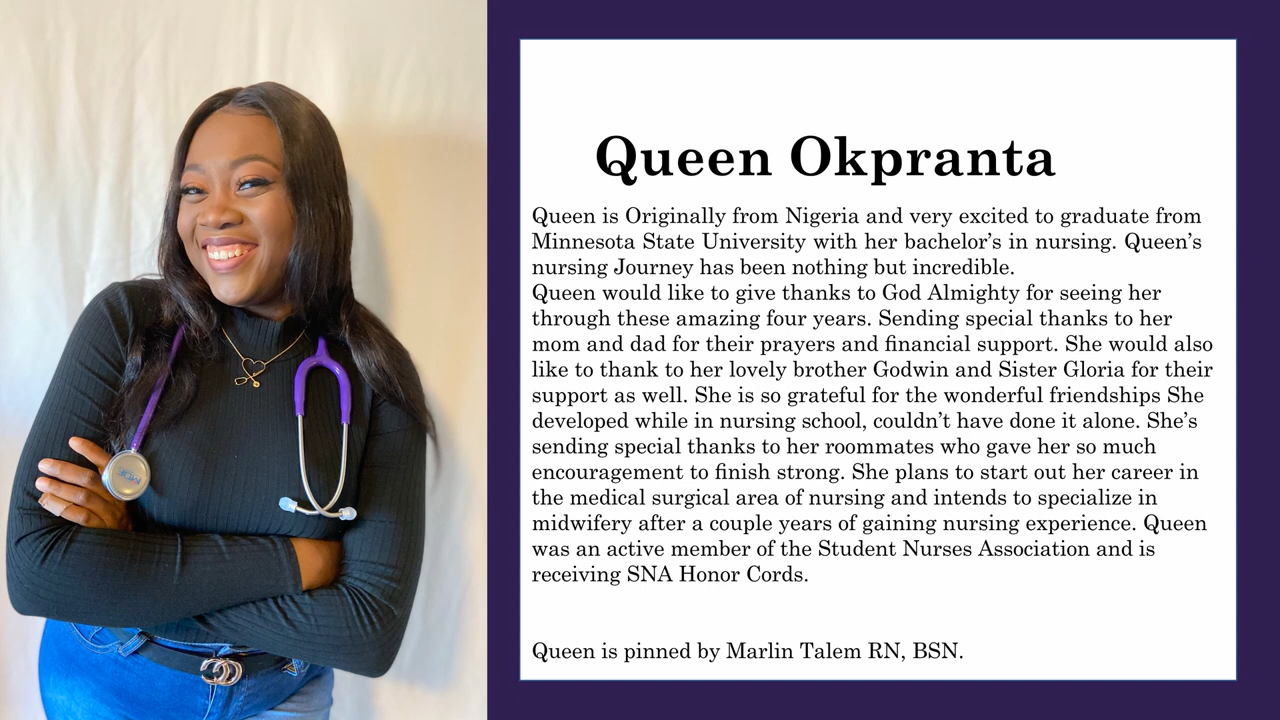 Queen Okpranta
Queen is Originally from Nigeria and very excited to graduate from
Minnesota State University with her bachelor’s in nursing. Queen’s
nursing Journey has been nothing but incredible.
Queen would like to give thanks to God Almighty for seeing her
through these amazing four years. Sending special thanks to her
mom and dad for their prayers and financial support. She would also
like to thank to her lovely brother Godwin and Sister Gloria for their
support as well. She is so grateful for the wonderful friendships She
developed while in nursing school, couldn’t have done it alone. She’s
sending special thanks to her roommates who gave her so much
encouragement to finish strong. She plans to start out her career in
the medical surgical area of nursing and intends to specialize in
midwifery after a couple years of gaining nursing experience. Queen
was an active member of the Student Nurses Association and is
receiving SNA Honor Cords.
Queen is pinned by Marlin Talem RN, BSN.